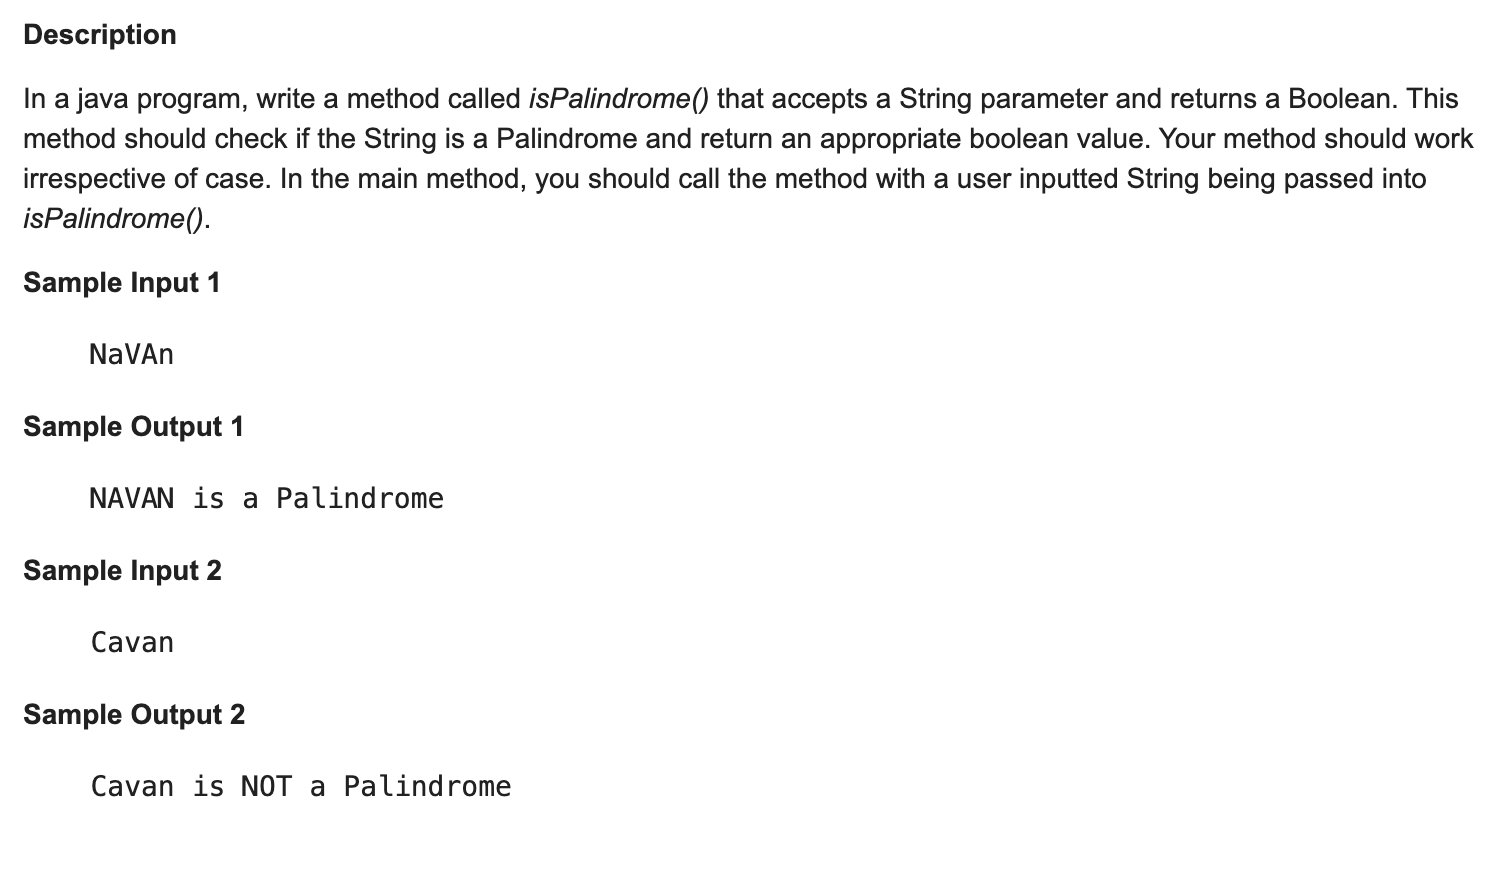 Description
In a java program, write a method called isPalindrome() that accepts a String parameter and returns a Boolean. This
method should check if the String is a Palindrome and return an appropriate boolean value. Your method should work
irrespective of case. In the main method, you should call the method with a user inputted String being passed into
isPalindrome().
Sample Input 1
NaVAn
Sample Output 1
NAVAN is a Palindrome
Sample Input 2
Cavan
Sample Output 2
Cavan is NOT a Palindrome